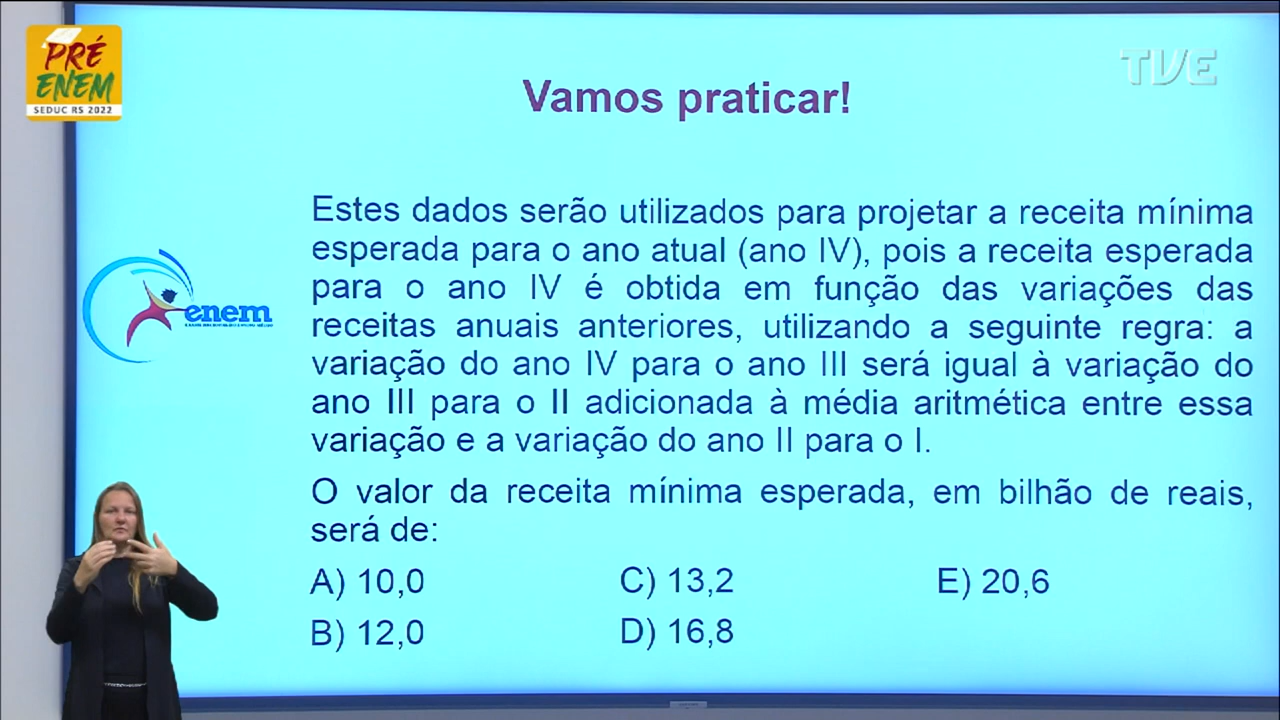 PRÉ
ENEM
SEDUC RS 2022
TVE
Vamos praticar!
Estes dados serão utilizados para projetar a receita mínima
esperada para o ano atual (ano IV), pois a receita esperada
para o ano IV é obtida em função das variações das
receitas anuais anteriores, utilizando a seguinte regra: a
variação do ano IV para o ano III será igual à variação do
ano III para o II adicionada à média aritmética entre essa
variação e a variação do ano II para o I.
enem
O valor da receita mínima esperada, em bilhão de reais,
será de:
A) 10,0 C) 13,2 E) 20,6
B) 12,0 D) 16,8